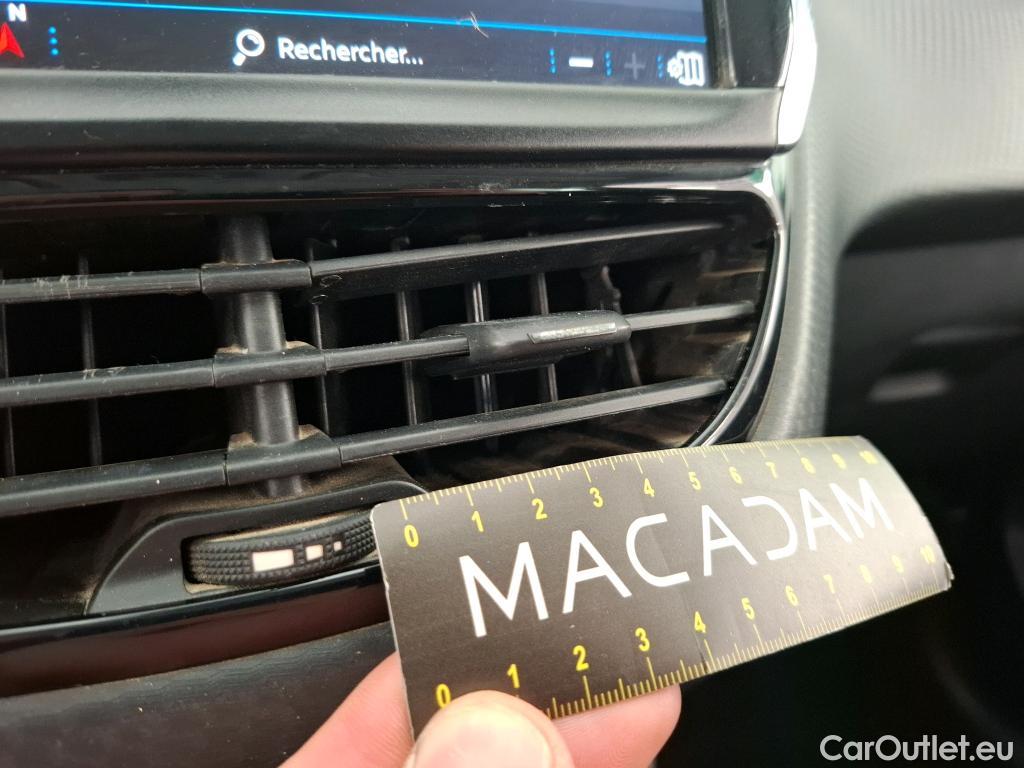 N
Rechercher...
0 1 2 3 4 5 6 7 8 9 10
MACADAM
0 1 2 3 4 5 6 7 8 9 10
CarOutlet.eu